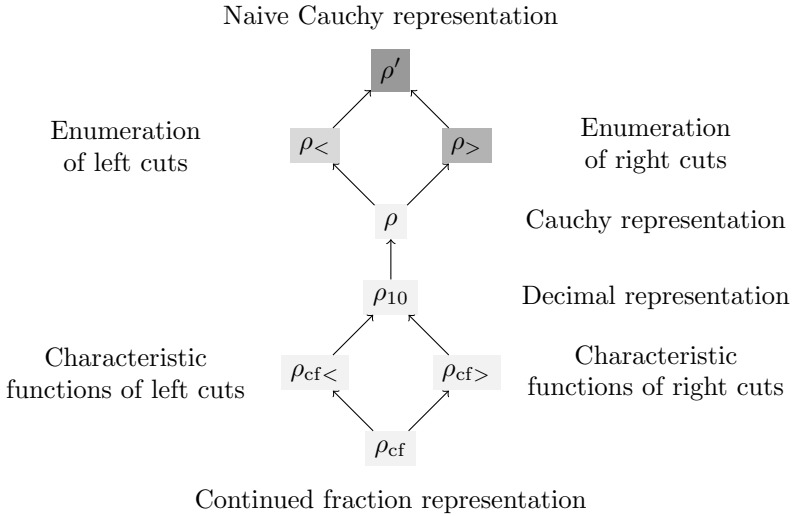 Naive Cauchy representation
ρ′
Enumeration
of left cuts
ρ<
ρ>
Enumeration
of right cuts
ρ
Cauchy representation
ρ10
Decimal representation
Characteristic
functions of left cuts
ρcf<
ρcf>
Characteristic
functions of right cuts
ρcf
Continued fraction representation